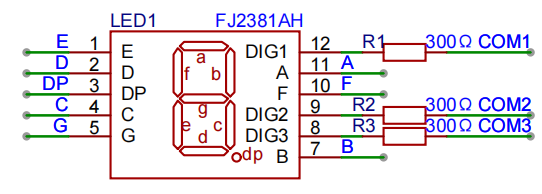 LED1 FJ2381AH
E 1 E DIG1 12 R1 300Ω COM1
D 2 D A 11 A
DP 3 DP F 10 F
C 4 C DIG2 9 R2 300Ω COM2
G 5 G DIG3 8 R3 300Ω COM3
B 7 B
a
f b
g
e c
d
dp